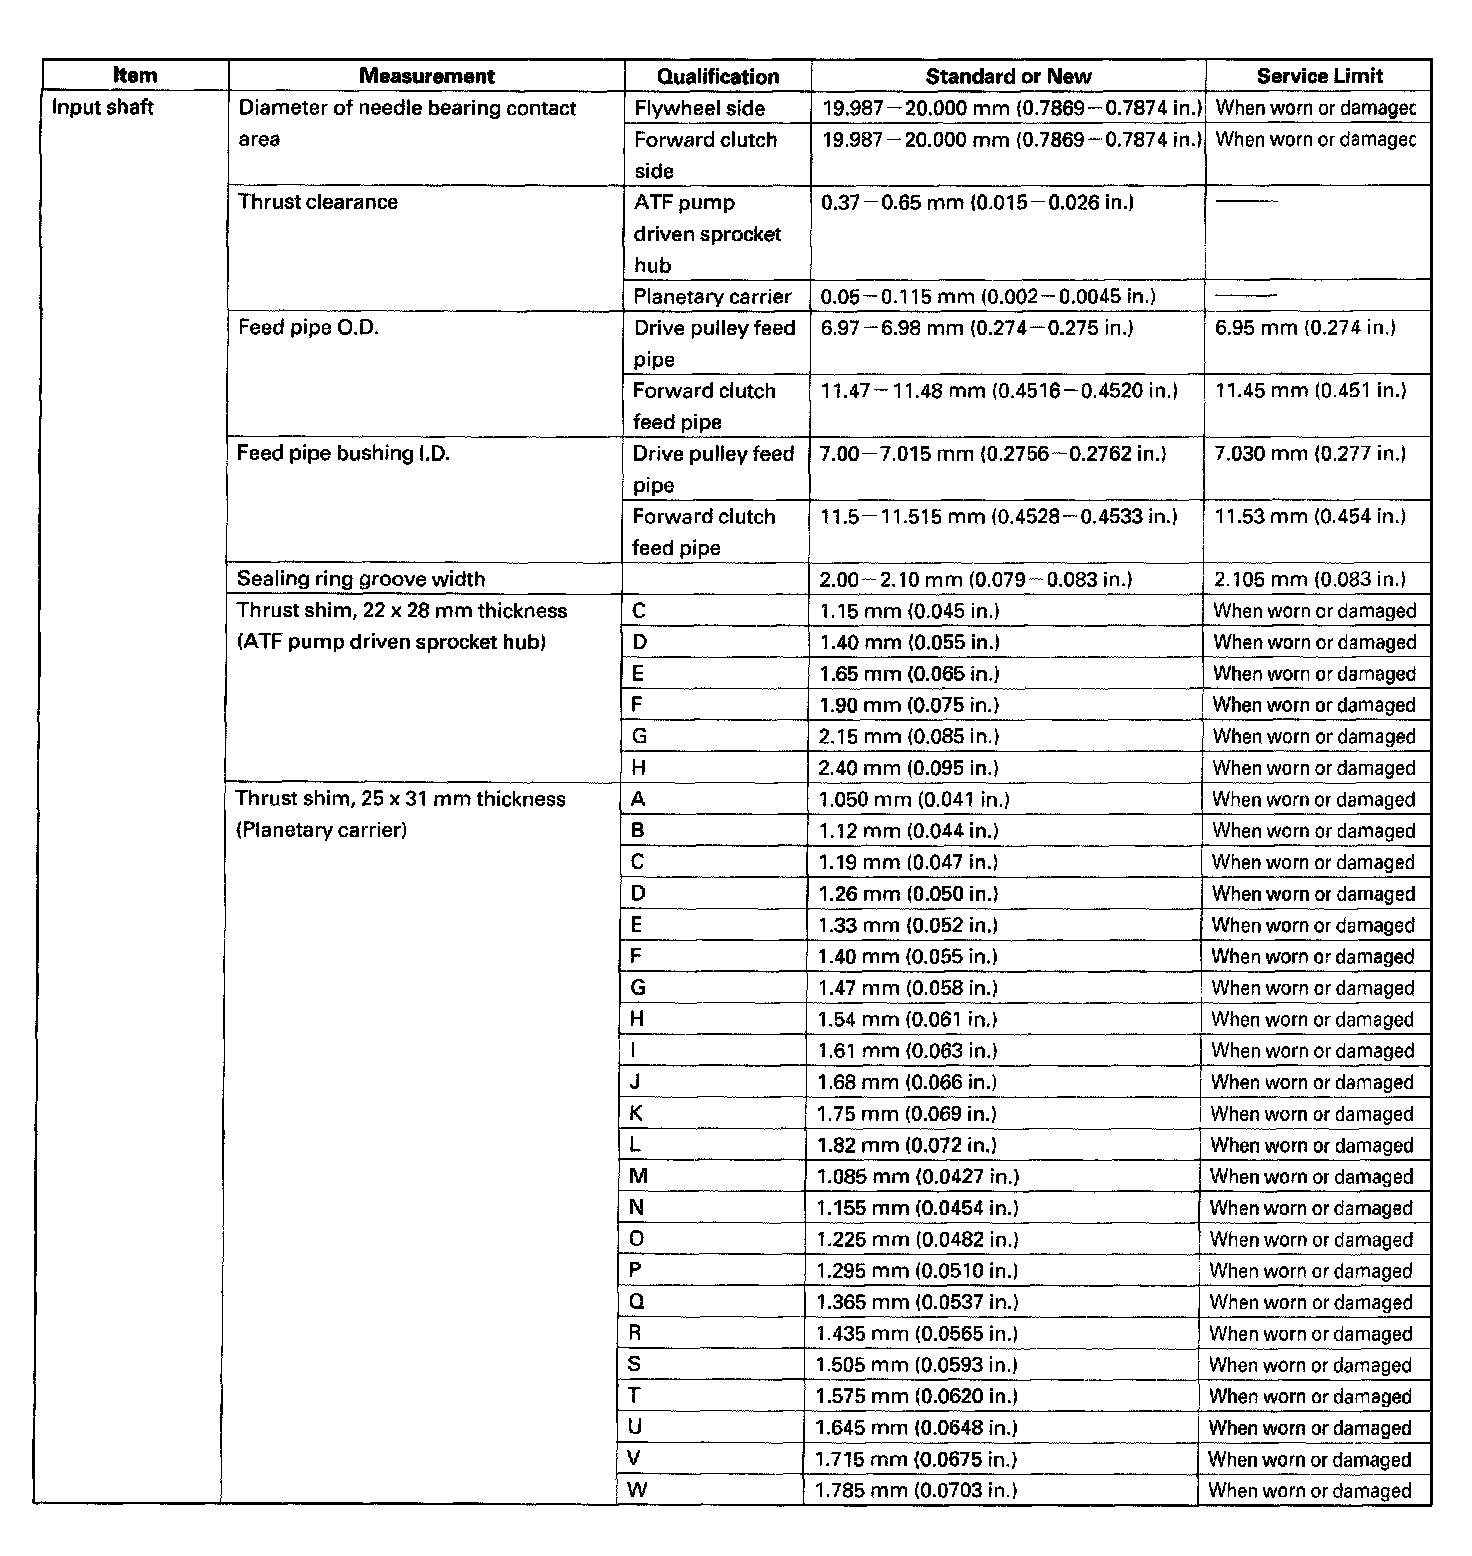 Item Measurement Qualification Standard or New Service Limit
Input shaft Diameter of needle bearing contact Flywheel side 19.987—20.000 mm (0.7869—0.7874 in.) When worn or damaged
area Forward clutch 19.987—20.000 mm (0.7869—0.7874 in.) When worn or damaged
side
Thrust clearance ATF pump 0.37—0.65 mm (0.015—0.026 in.) ———
driven sprocket
hub
Planetary carrier 0.05—0.115 mm (0.002—0.0045 in.) ———
Feed pipe O.D. Drive pulley feed 6.97—6.98 mm (0.274—0.275 in.) 6.95 mm (0.274 in.)
pipe
Forward clutch 11.47—11.48 mm (0.4516—0.4520 in.) 11.45 mm (0.451 in.)
feed pipe
Feed pipe bushing I.D. Drive pulley feed 7.00—7.015 mm (0.2756—0.2762 in.) 7.030 mm (0.277 in.)
pipe
Forward clutch 11.5—11.515 mm (0.4528—0.4533 in.) 11.53 mm (0.454 in.)
feed pipe
Sealing ring groove width 2.00—2.10 mm (0.079—0.083 in.) 2.105 mm (0.083 in.)
Thrust shim, 22 x 28 mm thickness C 1.15 mm (0.045 in.) When worn or damaged
(ATF pump driven sprocket hub) D 1.40 mm (0.055 in.) When worn or damaged
E 1.65 mm (0.065 in.) When worn or damaged
F 1.90 mm (0.075 in.) When worn or damaged
G 2.15 mm (0.085 in.) When worn or damaged
H 2.40 mm (0.095 in.) When worn or damaged
Thrust shim, 25 x 31 mm thickness A 1.050 mm (0.041 in.) When worn or damaged
(Planetary carrier) B 1.12 mm (0.044 in.) When worn or damaged
C 1.19 mm (0.047 in.) When worn or damaged
D 1.26 mm (0.050 in.) When worn or damaged
E 1.33 mm (0.052 in.) When worn or damaged
F 1.40 mm (0.055 in.) When worn or damaged
G 1.47 mm (0.058 in.) When worn or damaged
H 1.54 mm (0.061 in.) When worn or damaged
I 1.61 mm (0.063 in.) When worn or damaged
J 1.68 mm (0.066 in.) When worn or damaged
K 1.75 mm (0.069 in.) When worn or damaged
L 1.82 mm (0.072 in.) When worn or damaged
M 1.085 mm (0.0427 in.) When worn or damaged
N 1.155 mm (0.0454 in.) When worn or damaged
O 1.225 mm (0.0482 in.) When worn or damaged
P 1.295 mm (0.0510 in.) When worn or damaged
Q 1.365 mm (0.0537 in.) When worn or damaged
R 1.435 mm (0.0565 in.) When worn or damaged
S 1.505 mm (0.0593 in.) When worn or damaged
T 1.575 mm (0.0620 in.) When worn or damaged
U 1.645 mm (0.0648 in.) When worn or damaged
V 1.715 mm (0.0675 in.) When worn or damaged
W 1.785 mm (0.0703 in.) When worn or damaged